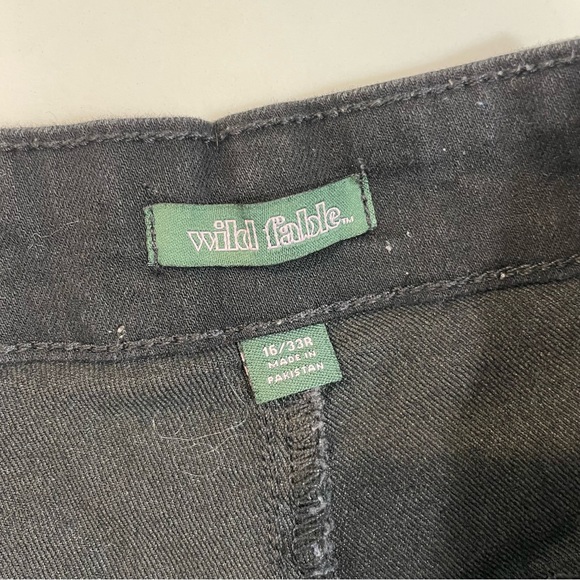 wild fable™
16/33R
MADE IN
PAKISTAN